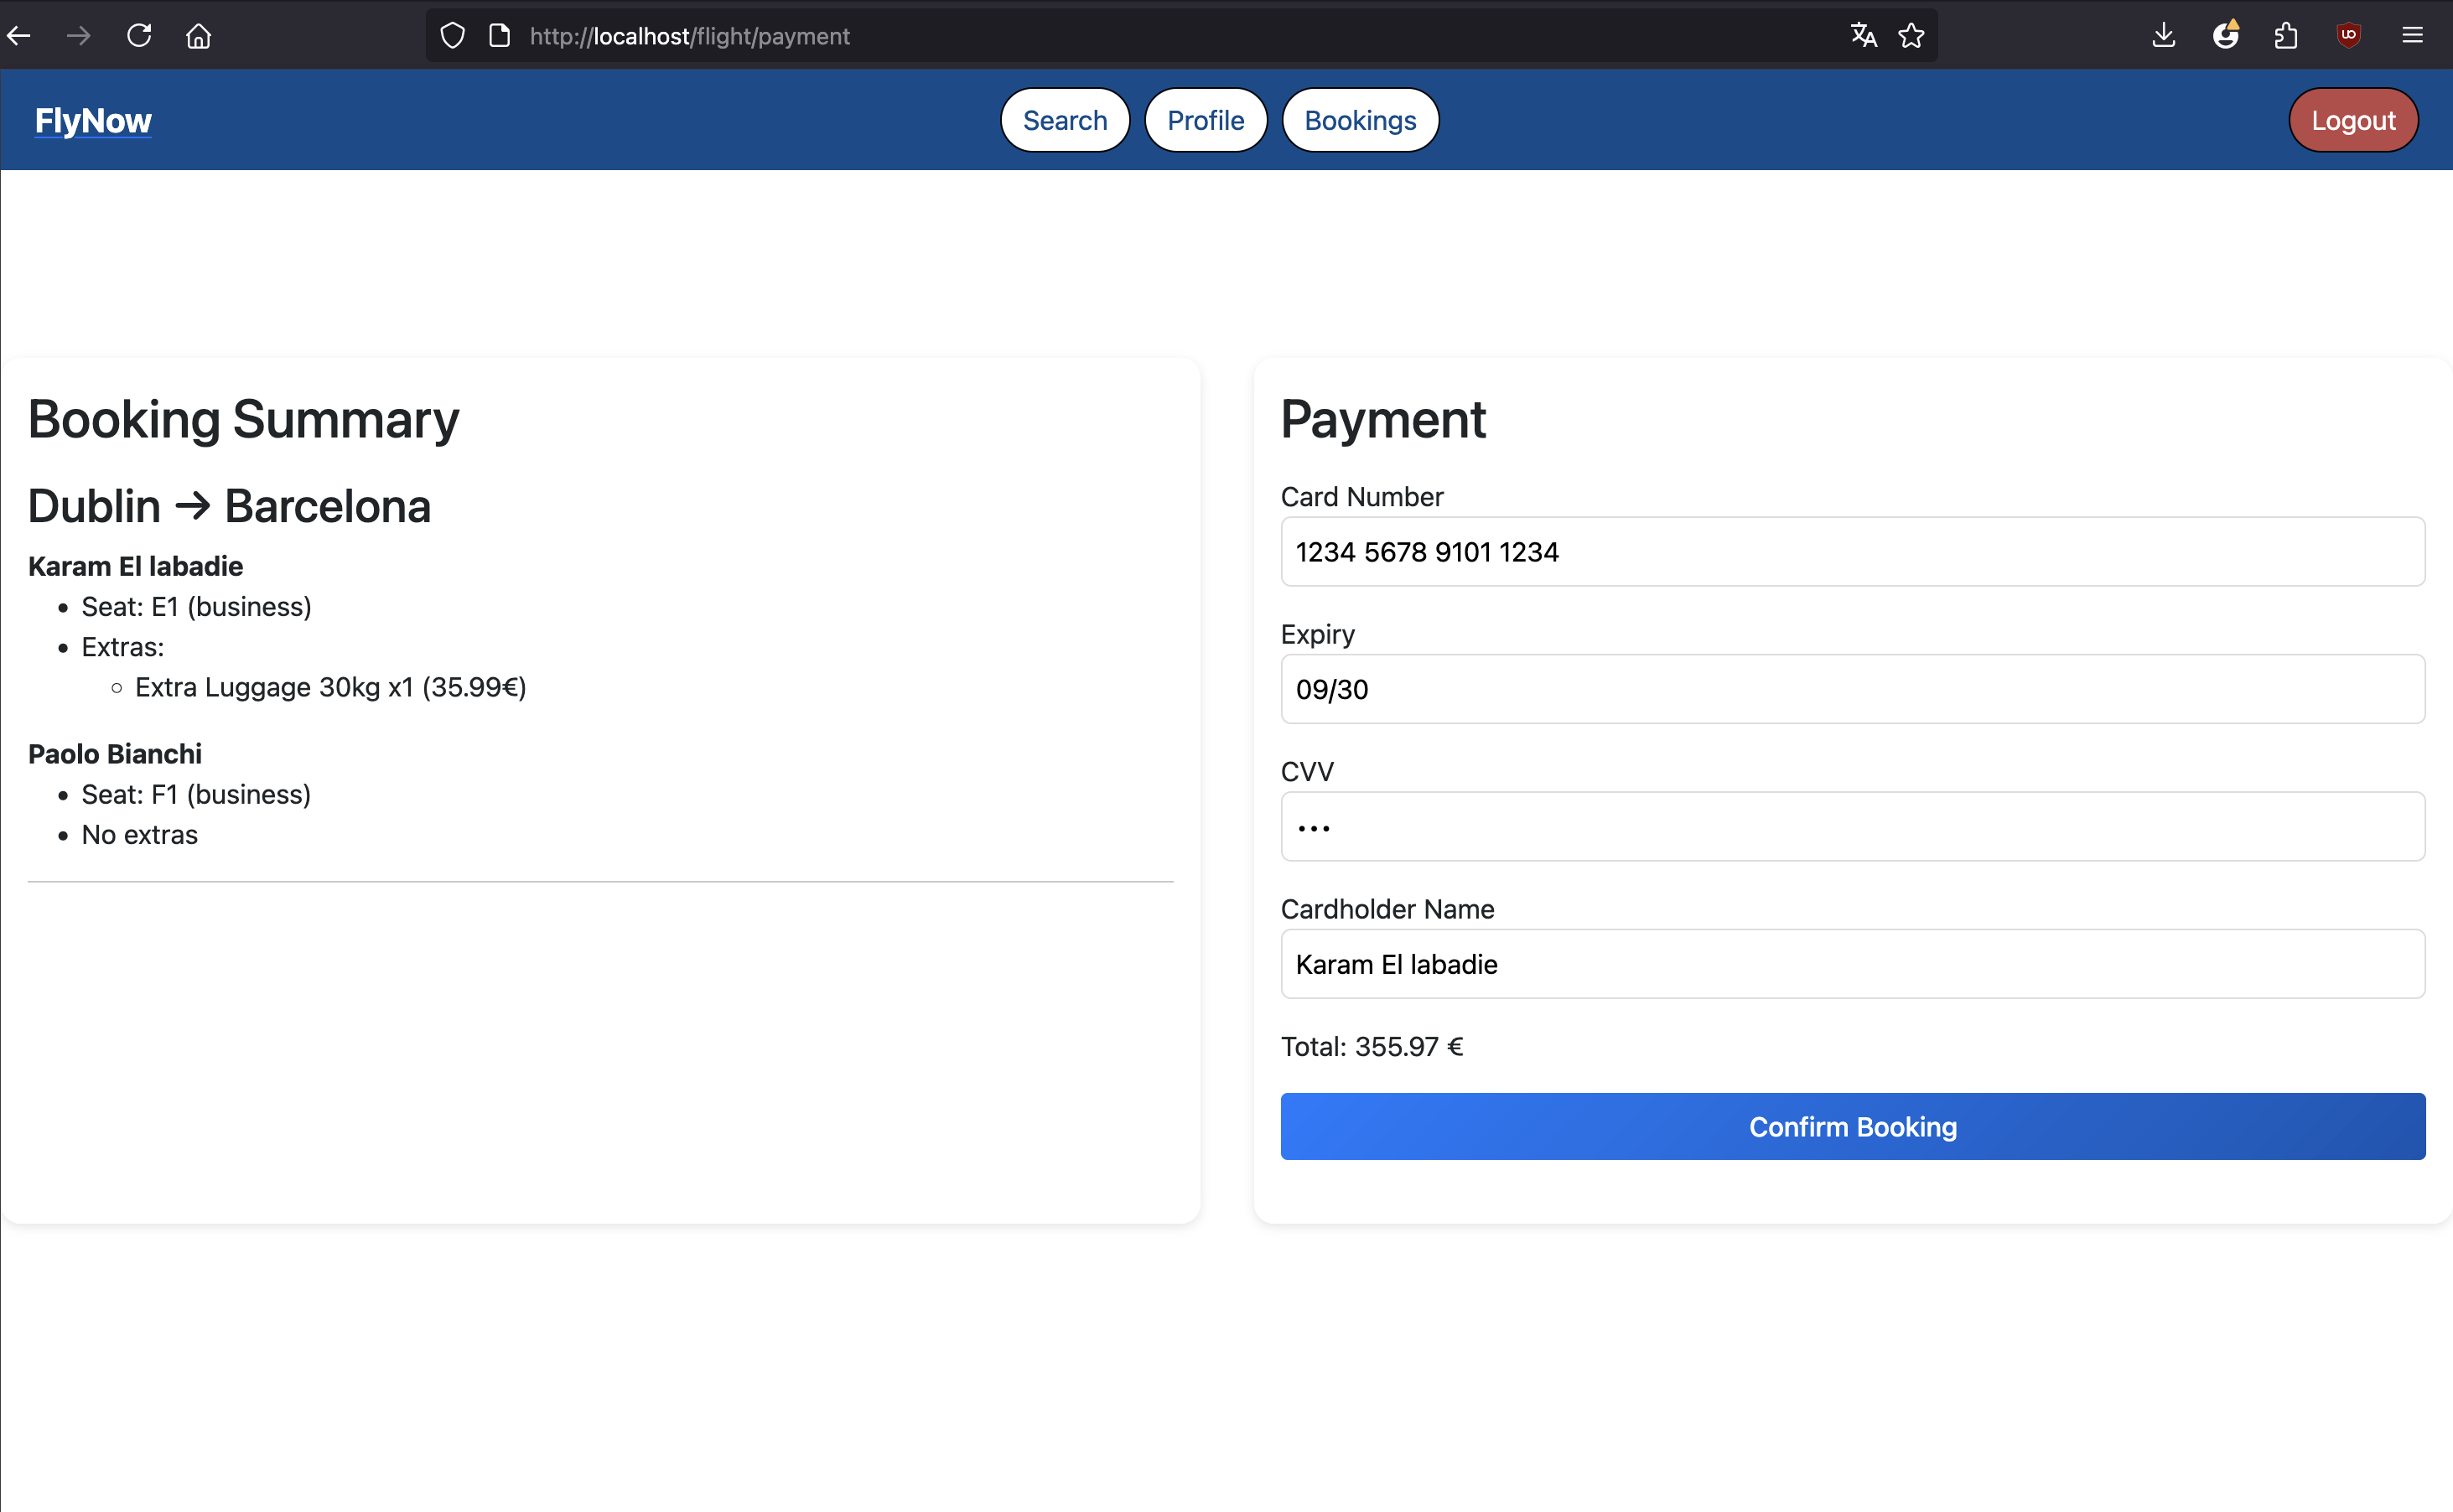 http://localhost/flight/payment
FlyNow
Search
Profile
Bookings
Logout
Booking Summary
Dublin → Barcelona
Karam El labadie
• Seat: E1 (business)
• Extras:
◦ Extra Luggage 30kg x1 (35.99€)
Paolo Bianchi
• Seat: F1 (business)
• No extras
Payment
Card Number
1234 5678 9101 1234
Expiry
09/30
CVV
•••
Cardholder Name
Karam El labadie
Total: 355.97 €
Confirm Booking